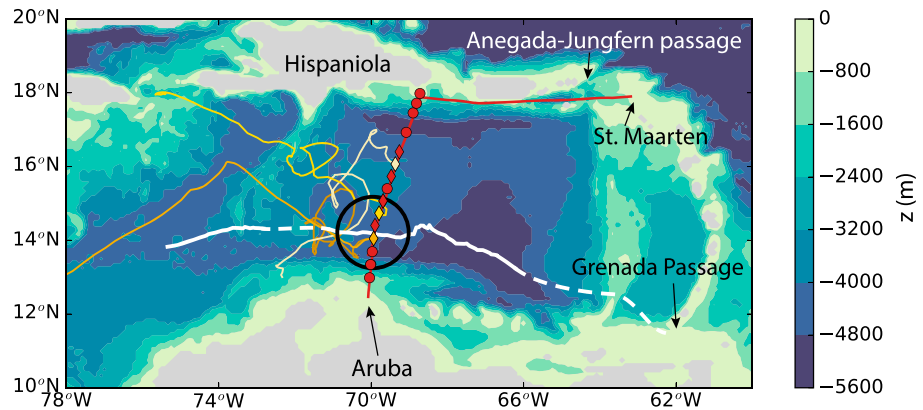 20°N
18°N
16°N
14°N
12°N
10°N
78°W
74°W
70°W
66°W
62°W
Hispaniola
Anegada-Jungfern passage
St. Maarten
Grenada Passage
Aruba
0
−800
−1600
−2400
−3200
−4000
−4800
−5600
z (m)